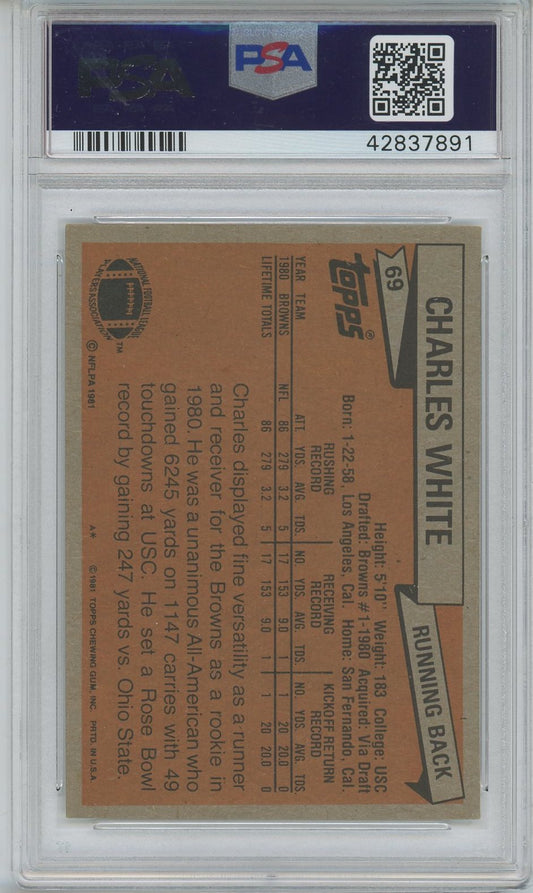 PSA
PSA
42837891
69
CHARLES WHITE
RUNNING BACK
topps®
Height: 5'10" Weight: 183 College: USC
Drafted: Browns #1-1980 Acquired: Via Draft
Born: 1-22-58, Los Angeles, Cal. Home: San Fernando, Cal.
RUSHING RECORD RECEIVING RECORD KICKOFF RETURN RECORD
YEAR TEAM ATT. YDS. AVG. TDS. NO. YDS. AVG. TDS. NO. YDS. AVG. TDS.
1980 BROWNS NFL 86 279 3.2 5 17 153 9.0 1 1 20 20.0
LIFETIME TOTALS 86 279 3.2 5 17 153 9.0 1 1 20 20.0
Charles displayed fine versatility as a runner
and receiver for the Browns as a rookie in
1980. He was a unanimous All-American who
gained 6245 yards on 1147 carries with 49
touchdowns at USC. He set a Rose Bowl
record by gaining 247 yards vs. Ohio State.
NATIONAL FOOTBALL LEAGUE
PLAYERS ASSOCIATION
TM
© NFLPA 1981
A* ©1981 TOPPS CHEWING GUM, INC. PRTD. IN U.S.A.